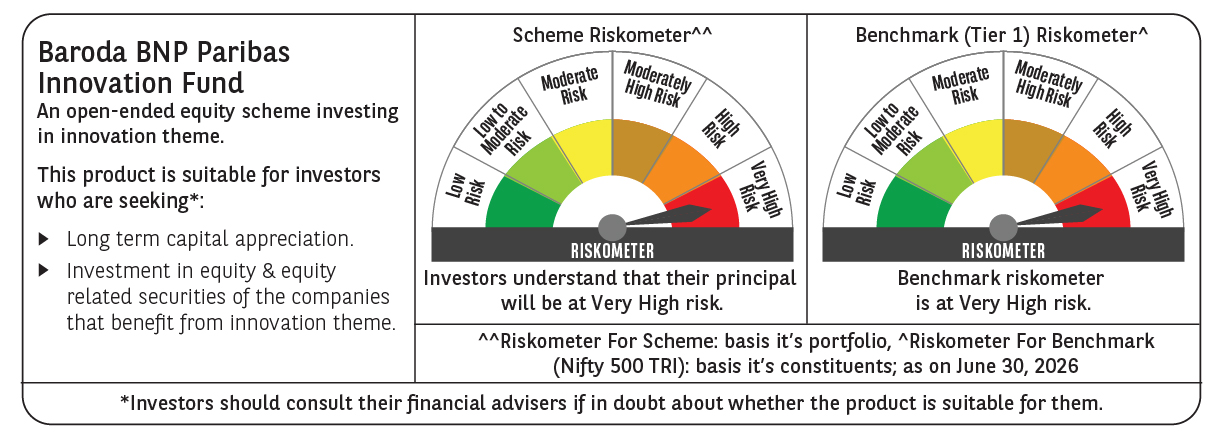 Baroda BNP Paribas
Innovation Fund
An open-ended equity scheme investing
in innovation theme.
This product is suitable for investors
who are seeking*:
Long term capital appreciation.
Investment in equity & equity
related securities of the companies
that benefit from innovation theme.
Scheme Riskometer^^
Low
Risk
Low to
Moderate
Risk
Moderate
Risk
Moderately
High Risk
High
Risk
Very High
Risk
RISKOMETER
Investors understand that their principal
will be at Very High risk.
Benchmark (Tier 1) Riskometer^
Low
Risk
Low to
Moderate
Risk
Moderate
Risk
Moderately
High Risk
High
Risk
Very High
Risk
RISKOMETER
Benchmark riskometer
is at Very High risk.
^^Riskometer For Scheme: basis it's portfolio, ^Riskometer For Benchmark
(Nifty 500 TRI): basis it's constituents; as on June 30, 2026
*Investors should consult their financial advisers if in doubt about whether the product is suitable for them.